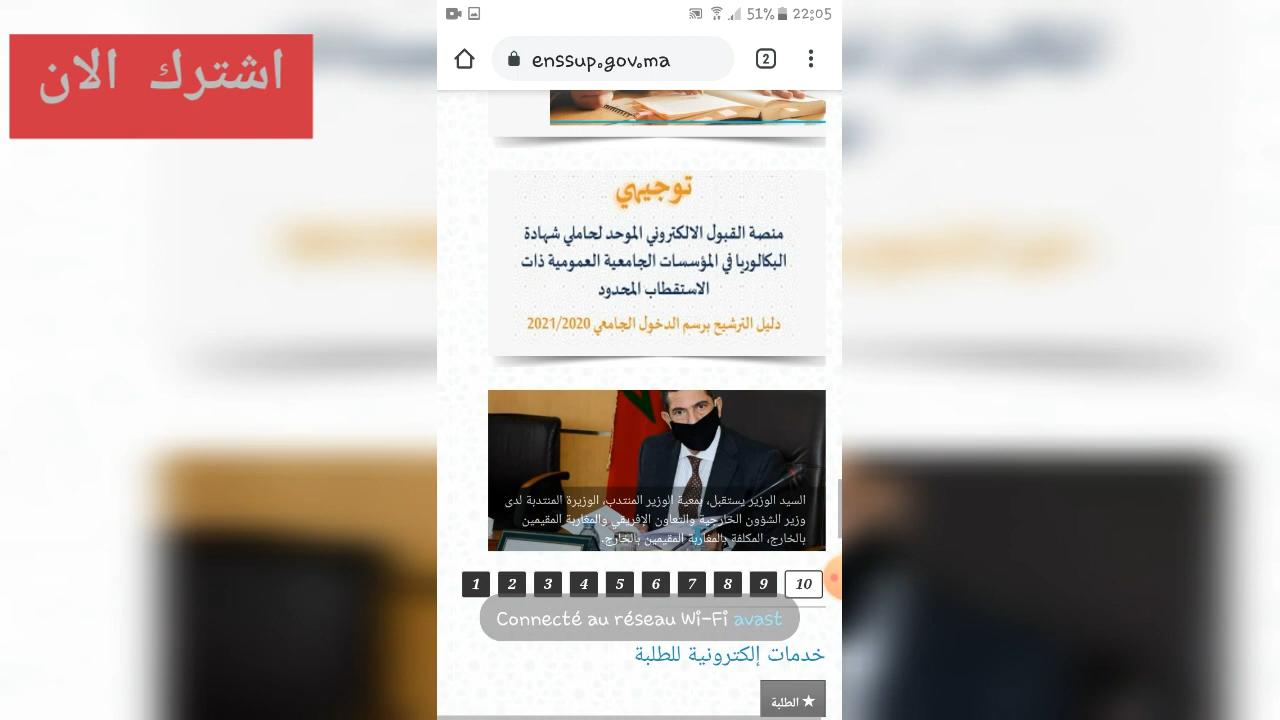 اشترك الان
51% 22:05
enssup.gov.ma
2
توجيهي
منصة القبول الالكتروني الموحد لحاملي شهادة
البكالوريا في المؤسسات الجامعية العمومية ذات
الاستقطاب المحدود
دليل الترشيح برسم الدخول الجامعي 2021/2020
السيد الوزير يستقبل، بمعية الوزير المنتدب، الوزيرة المنتدبة لدى
وزير الشؤون الخارجية والتعاون الإفريقي والمغاربة المقيمين
بالخارج، المكلفة بالمغاربة المقيمين بالخارج.
1 2 3 4 5 6 7 8 9 10
Connecté au réseau Wi-Fi avast
خدمات إلكترونية للطلبة
★ الطلبة